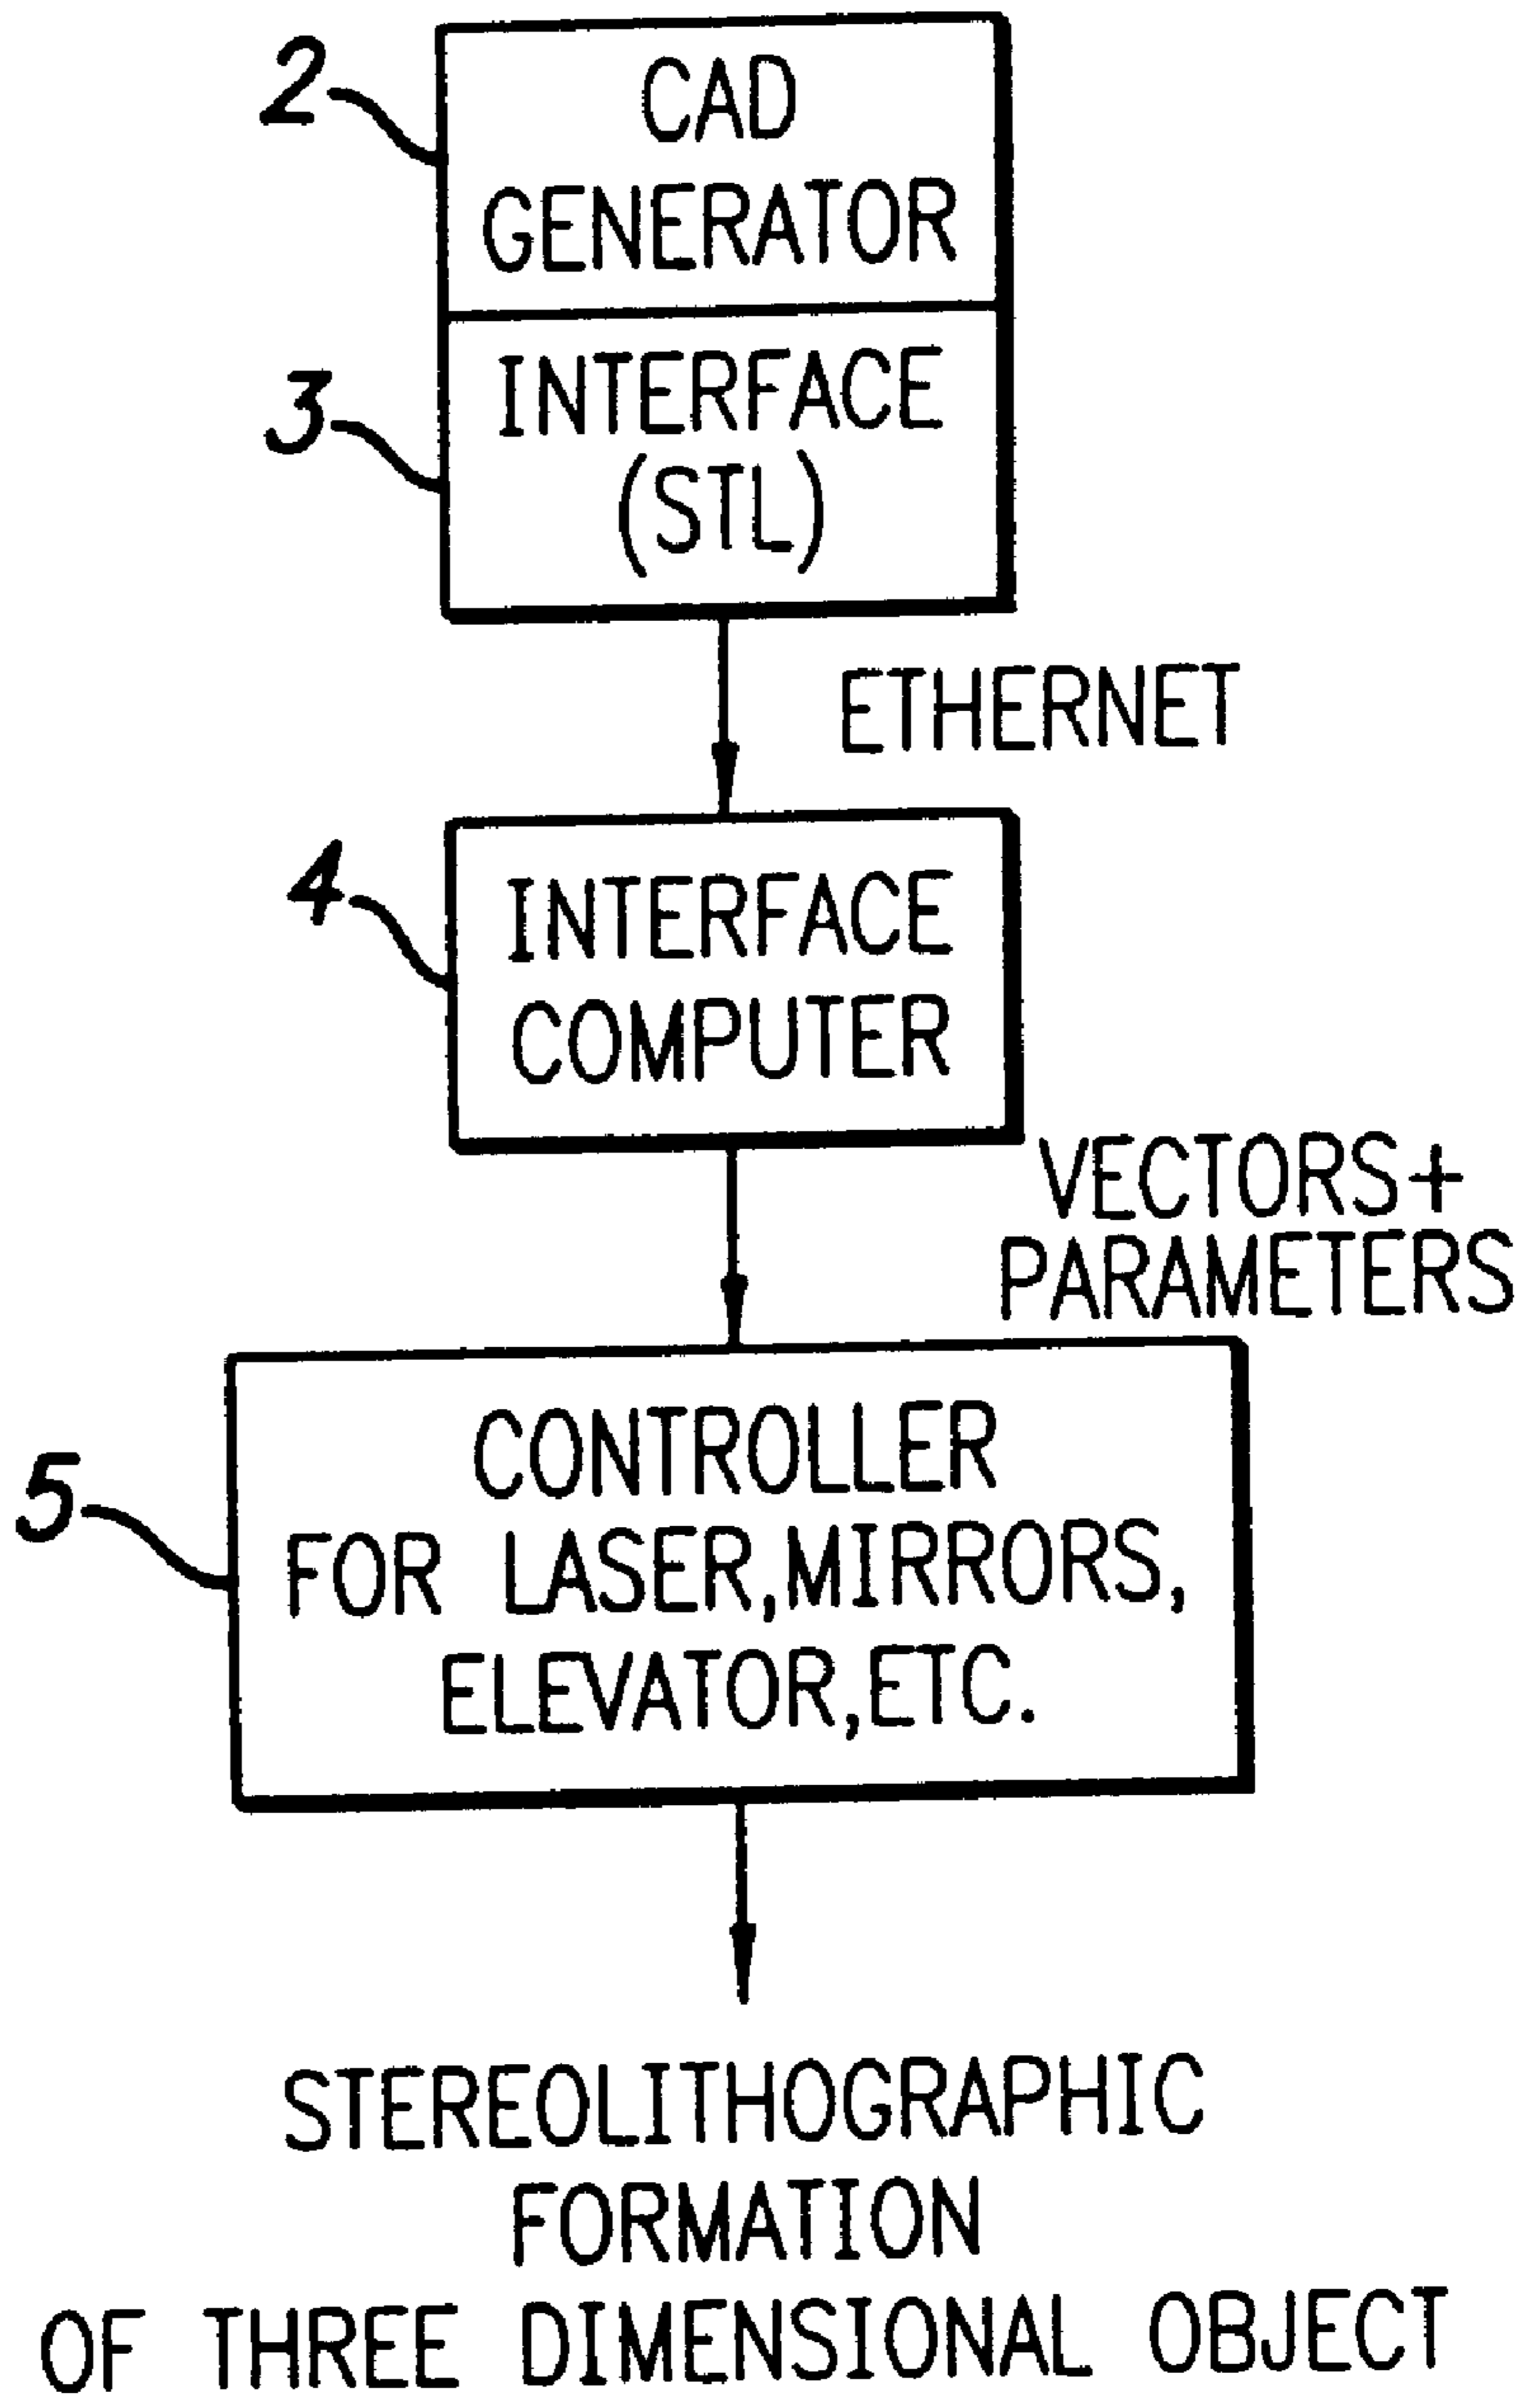 2
CAD
GENERATOR
3
INTERFACE
(STL)
ETHERNET
4
INTERFACE
COMPUTER
VECTORS+
PARAMETERS
5
CONTROLLER
FOR LASER,MIRRORS,
ELEVATOR,ETC.
STEREOLITHOGRAPHIC
FORMATION
OF THREE DIMENSIONAL OBJECT